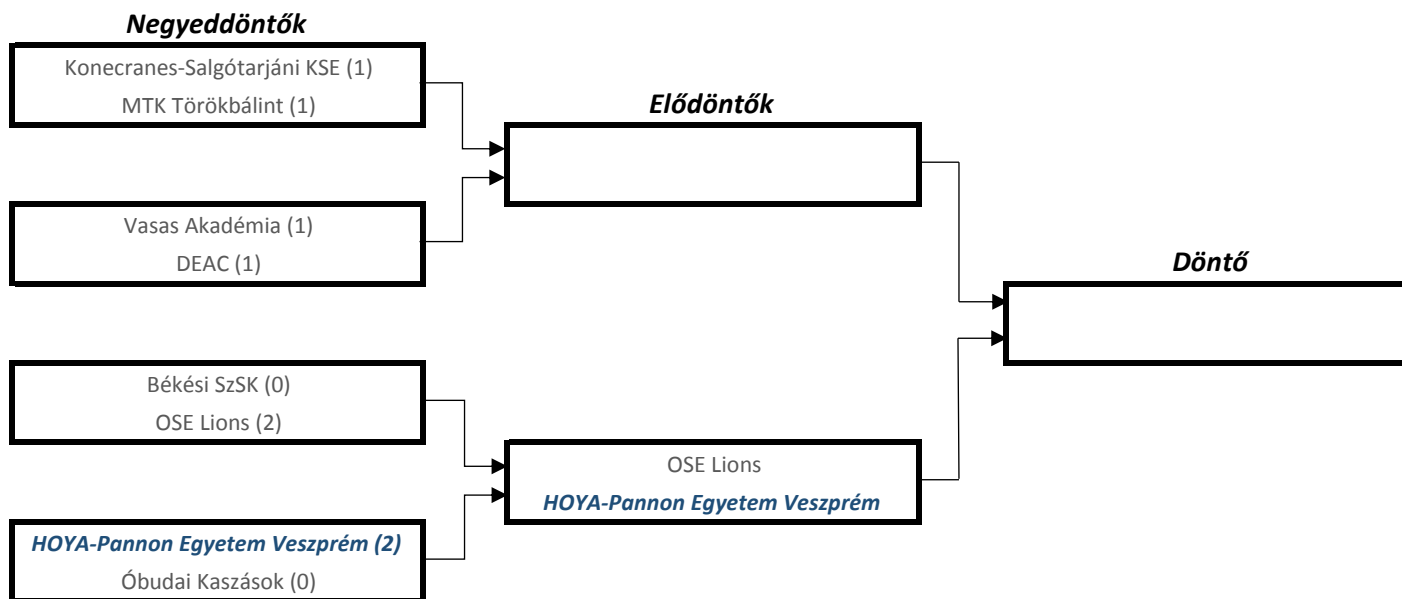 Negyeddöntők
Konecranes-Salgótarjáni KSE (1)
MTK Törökbálint (1)
Elődöntők
Vasas Akadémia (1)
DEAC (1)
Döntő
Békési SzSK (0)
OSE Lions (2)
OSE Lions
HOYA-Pannon Egyetem Veszprém
HOYA-Pannon Egyetem Veszprém (2)
Óbudai Kaszások (0)